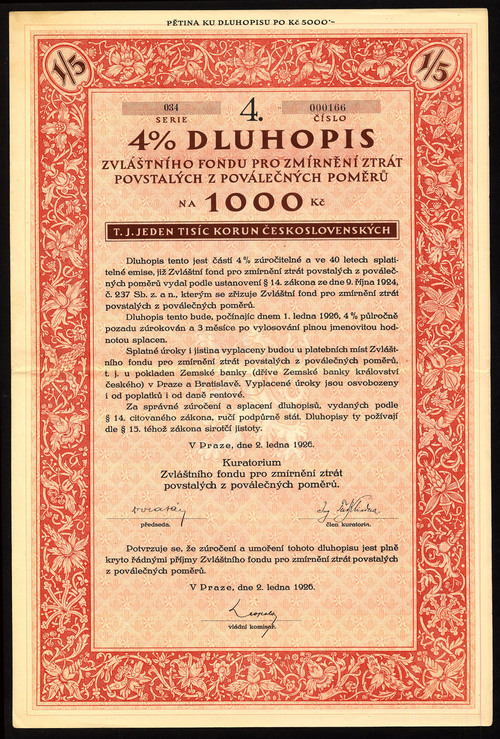 PĚTINA KU DLUHOPISU PO Kč 5000'–
1/5
1/5
034
4.
000166
SERIE
ČÍSLO
4% DLUHOPIS
ZVLÁŠTNÍHO FONDU PRO ZMÍRNĚNÍ ZTRÁT
POVSTALÝCH Z POVÁLEČNÝCH POMĚRŮ
NA 1000 Kč
T. J. JEDEN TISÍC KORUN ČESKOSLOVENSKÝCH
Dluhopis tento jest částí 4% zúročitelné a ve 40 letech splati-
telné emise, již Zvláštní fond pro zmírnění ztrát povstalých z pováleč-
ných poměrů vydal podle ustanovení § 14. zákona ze dne 9. října 1924,
č. 237 Sb. z. a n., kterým se zřizuje Zvláštní fond pro zmírnění ztrát
povstalých z poválečných poměrů.
Dluhopis tento bude, počínajíc dnem 1. ledna 1926, 4% půlročně
pozadu zúrokován a 3 měsíce po vylosování plnou jmenovitou hod-
notou splacen.
Splatné úroky i jistina vyplaceny budou u platebních míst Zvlášt-
ního fondu pro zmírnění ztrát povstalých z poválečných poměrů,
t. j. u pokladen Zemské banky (dříve Zemské banky království
českého) v Praze a Bratislavě. Vyplacené úroky jsou osvobozeny
i od poplatků i od daně rentové.
Za správné zúročení a splacení dluhopisů, vydaných podle
§ 14. citovaného zákona, ručí podpůrně stát. Dluhopisy ty požívají
dle § 15. téhož zákona sirotčí jistoty.
V Praze, dne 2. ledna 1926.
Kuratorium
Zvláštního fondu pro zmírnění ztrát
povstalých z poválečných poměrů.
předseda.
člen kuratoria.
Potvrzuje se, že zúročení a umoření tohoto dluhopisu jest plně
kryto řádnými příjmy Zvláštního fondu pro zmírnění ztrát povstalých
z poválečných poměrů.
V Praze, dne 2. ledna 1926.
vládní komisař.